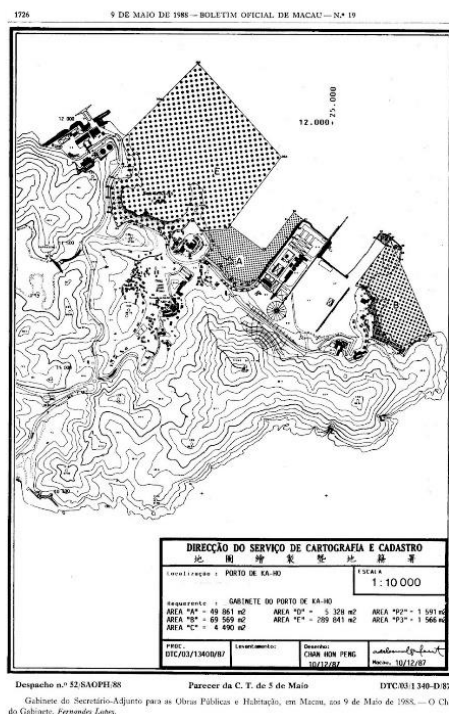 1726 9 DE MAIO DE 1988 — BOLETIM OFICIAL DE MACAU — N.º 19
12 000
12.000, 25.000
E
A
B
DIRECÇÃO DO SERVIÇO DE CARTOGRAFIA E CADASTRO
地 圖 繪 製 暨 地 籍 署
Localização : PORTO DE KA-HO
ESCALA
1:10 000
Requerente : GABINETE DO PORTO DE KA-HO
AREA "A" = 49 861 m2 AREA "D" = 5 328 m2 AREA "P2" = 1 591 m2
AREA "B" = 69 569 m2 AREA "E" = 289 841 m2 AREA "P3" = 1 566 m2
AREA "C" = 4 490 m2
PROC. Levantamento: Desenho:
DTC/03/1340D/87 CHAN HON PENG
10/12/87 Macau, 10/12/87
Despacho n.º 52/SAOPH/88 Parecer da C. T. de 5 de Maio DTC/03/1 340-D/87
Gabinete do Secretário-Adjunto para as Obras Públicas e Habitação, em Macau, aos 9 de Maio de 1988. — O
do Gabinete, Fernandes Lopes.